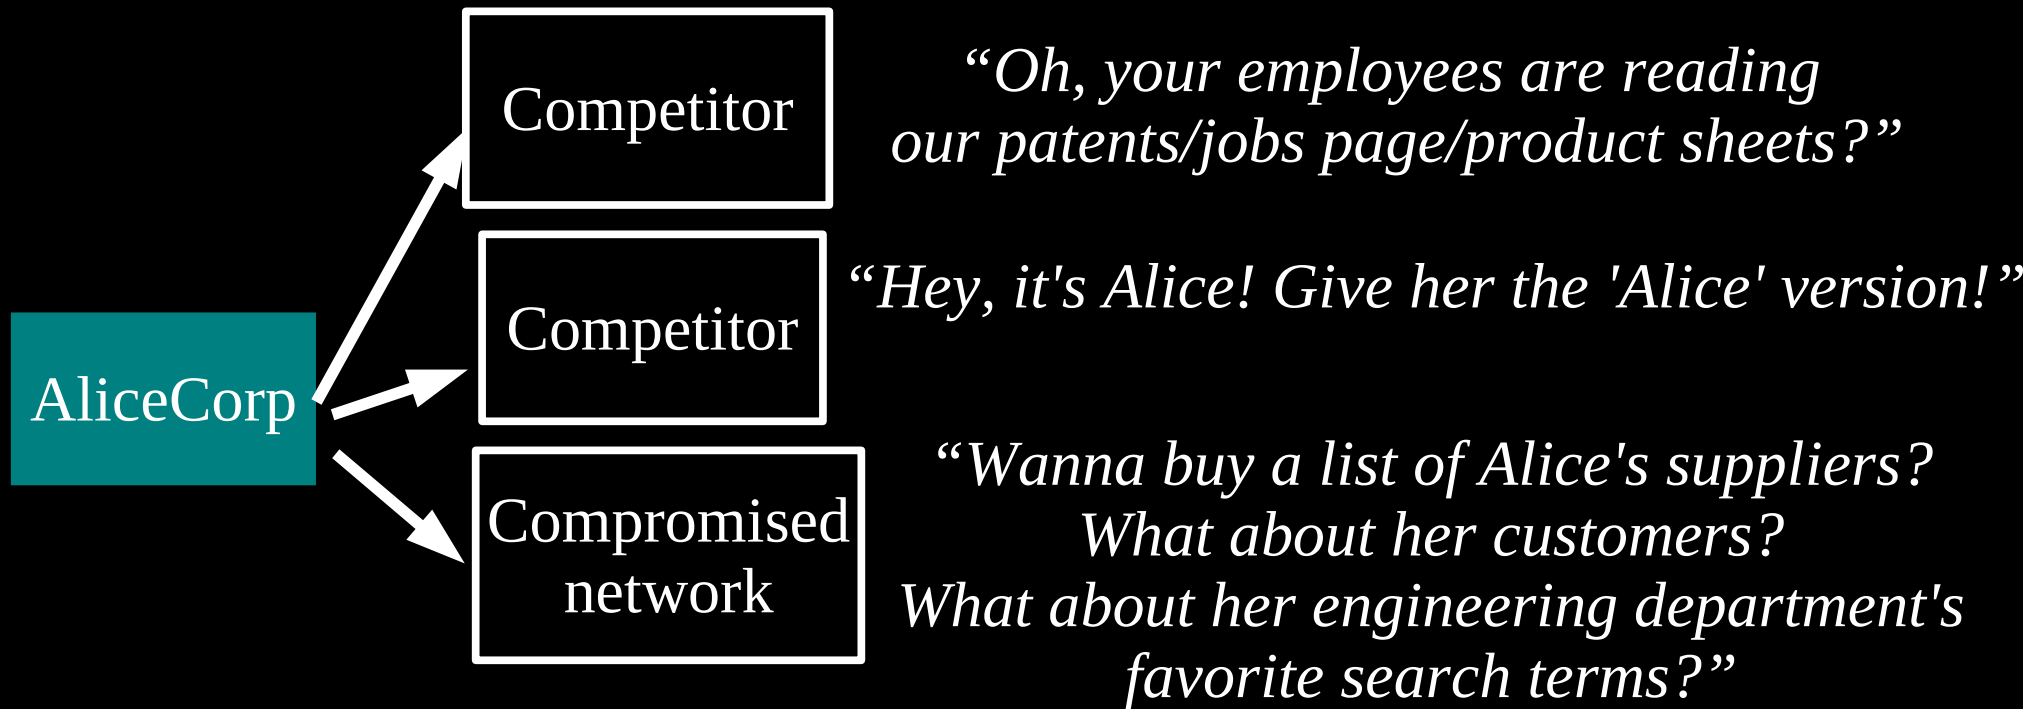 Competitor
“Oh, your employees are reading
our patents/jobs page/product sheets?”
Competitor
“Hey, it's Alice! Give her the 'Alice' version!”
AliceCorp
Compromised
network
“Wanna buy a list of Alice's suppliers?
What about her customers?
What about her engineering department's
favorite search terms?”